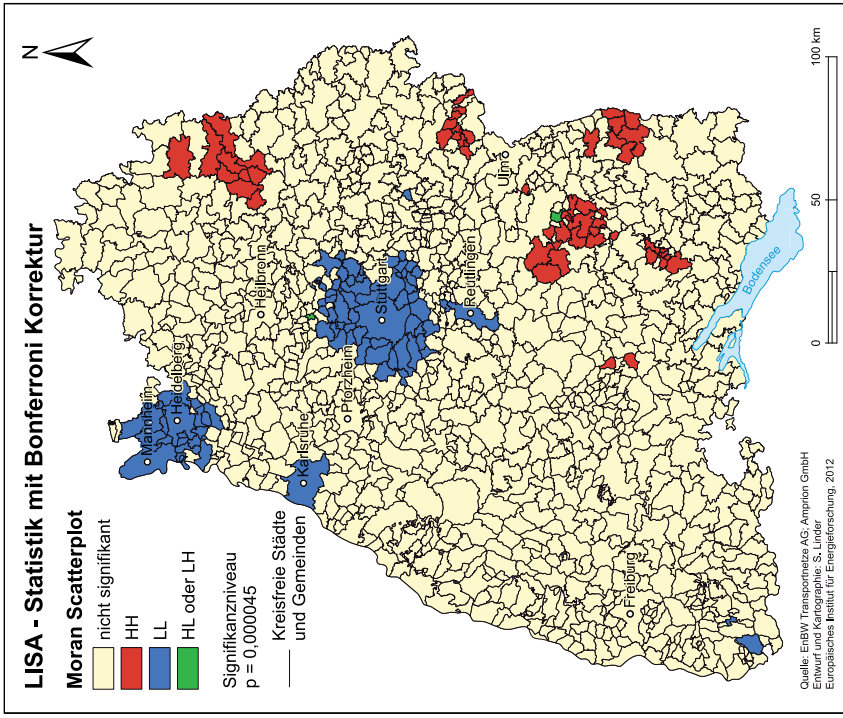 LISA - Statistik mit Bonferroni Korrektur
N
Moran Scatterplot
nicht signifikant
HH
LL
HL oder LH
Signifikanzniveau
p = 0,000045
Kreisfreie Städte
und Gemeinden
Mannheim
Heidelberg
Heilbronn
Karlsruhe
Pforzheim
Stuttgart
Reutlingen
Ulm
Freiburg
Bodensee
0
50
100 km
Quelle: EnBW Transportnetze AG; Amprion GmbH
Entwurf und Kartographie: S. Linder
Europäisches Institut für Energieforschung, 2012